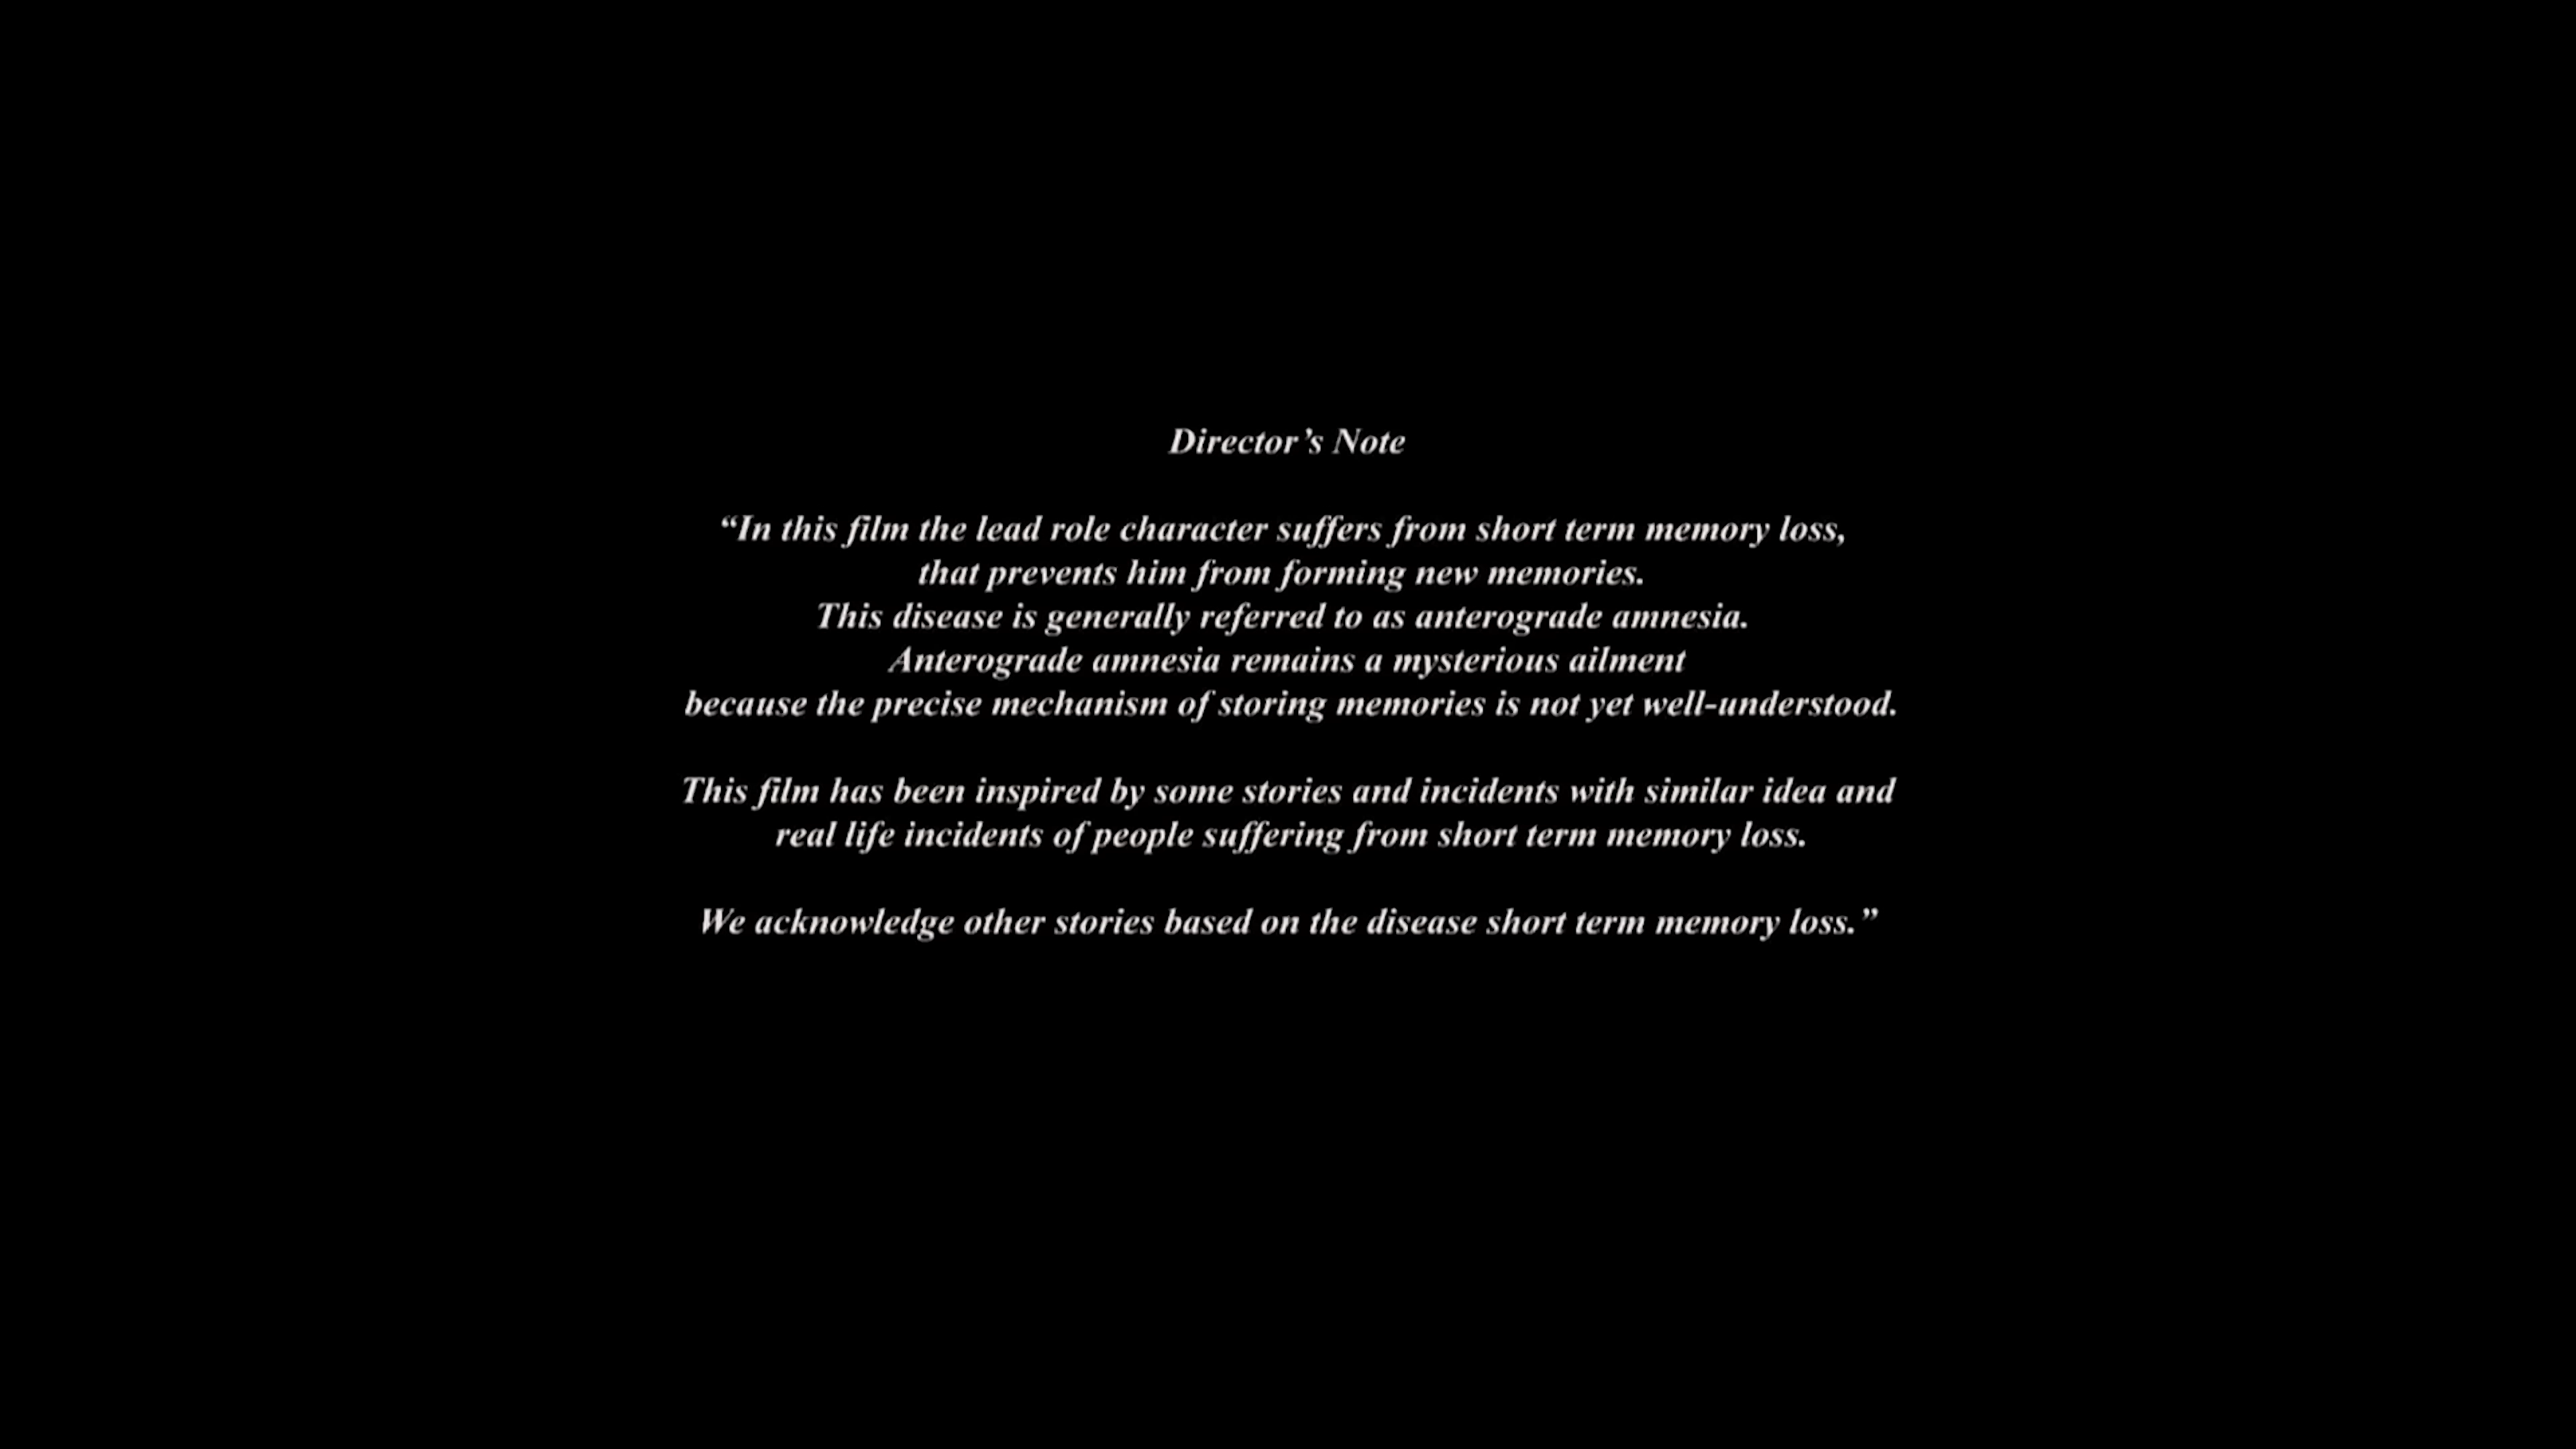 Director’s Note
“In this film the lead role character suffers from short term memory loss,
that prevents him from forming new memories.
This disease is generally referred to as anterograde amnesia.
Anterograde amnesia remains a mysterious ailment
because the precise mechanism of storing memories is not yet well-understood.
This film has been inspired by some stories and incidents with similar idea and
real life incidents of people suffering from short term memory loss.
We acknowledge other stories based on the disease short term memory loss.”